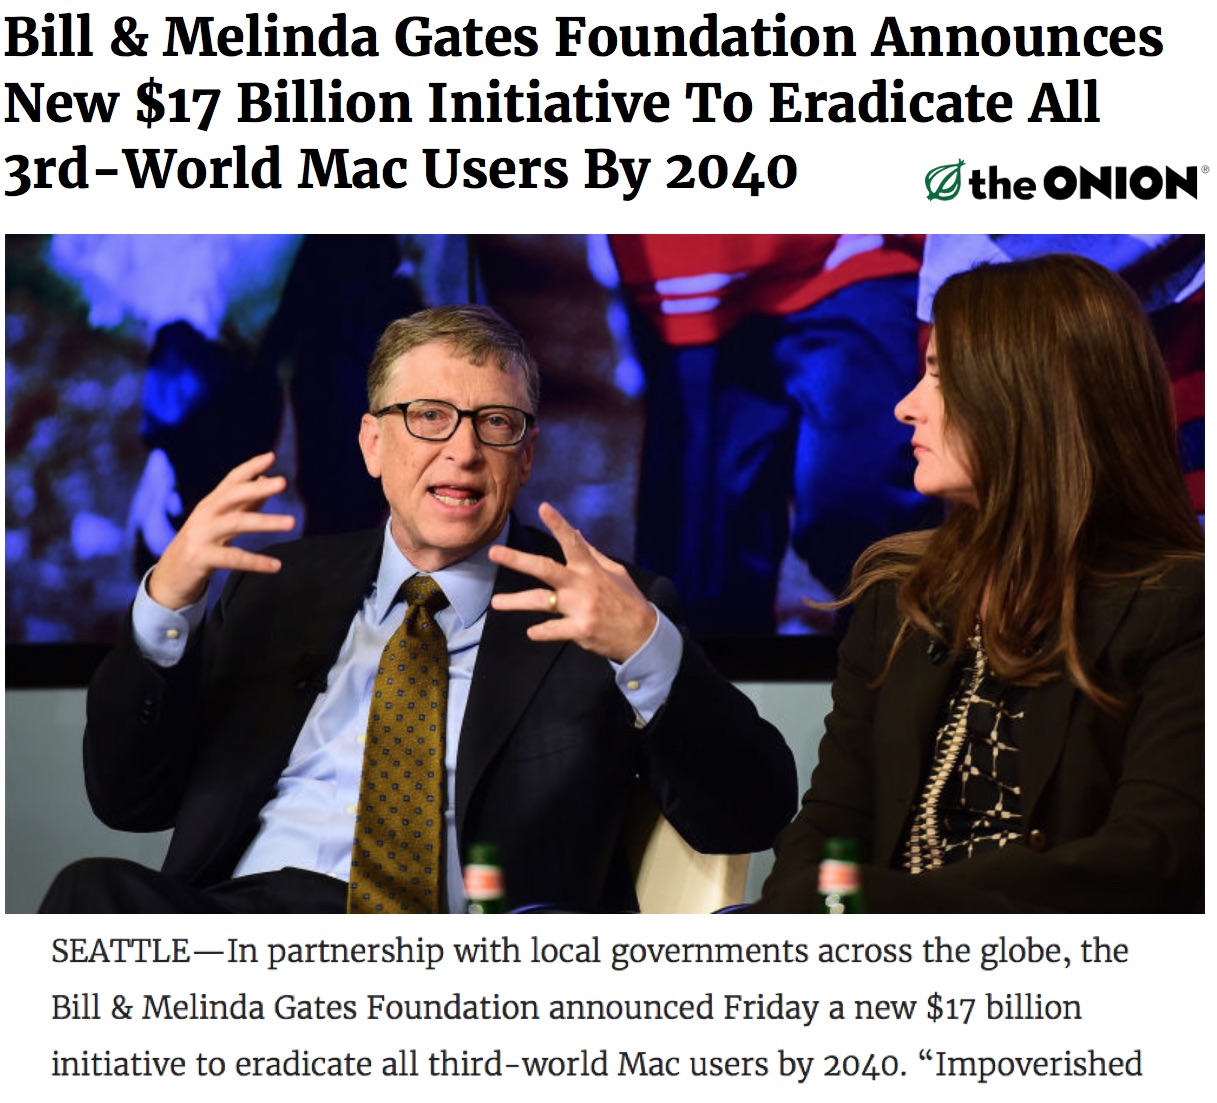 Bill & Melinda Gates Foundation Announces
New $17 Billion Initiative To Eradicate All
3rd-World Mac Users By 2040
the ONION®
SEATTLE—In partnership with local governments across the globe, the
Bill & Melinda Gates Foundation announced Friday a new $17 billion
initiative to eradicate all third-world Mac users by 2040. “Impoverished